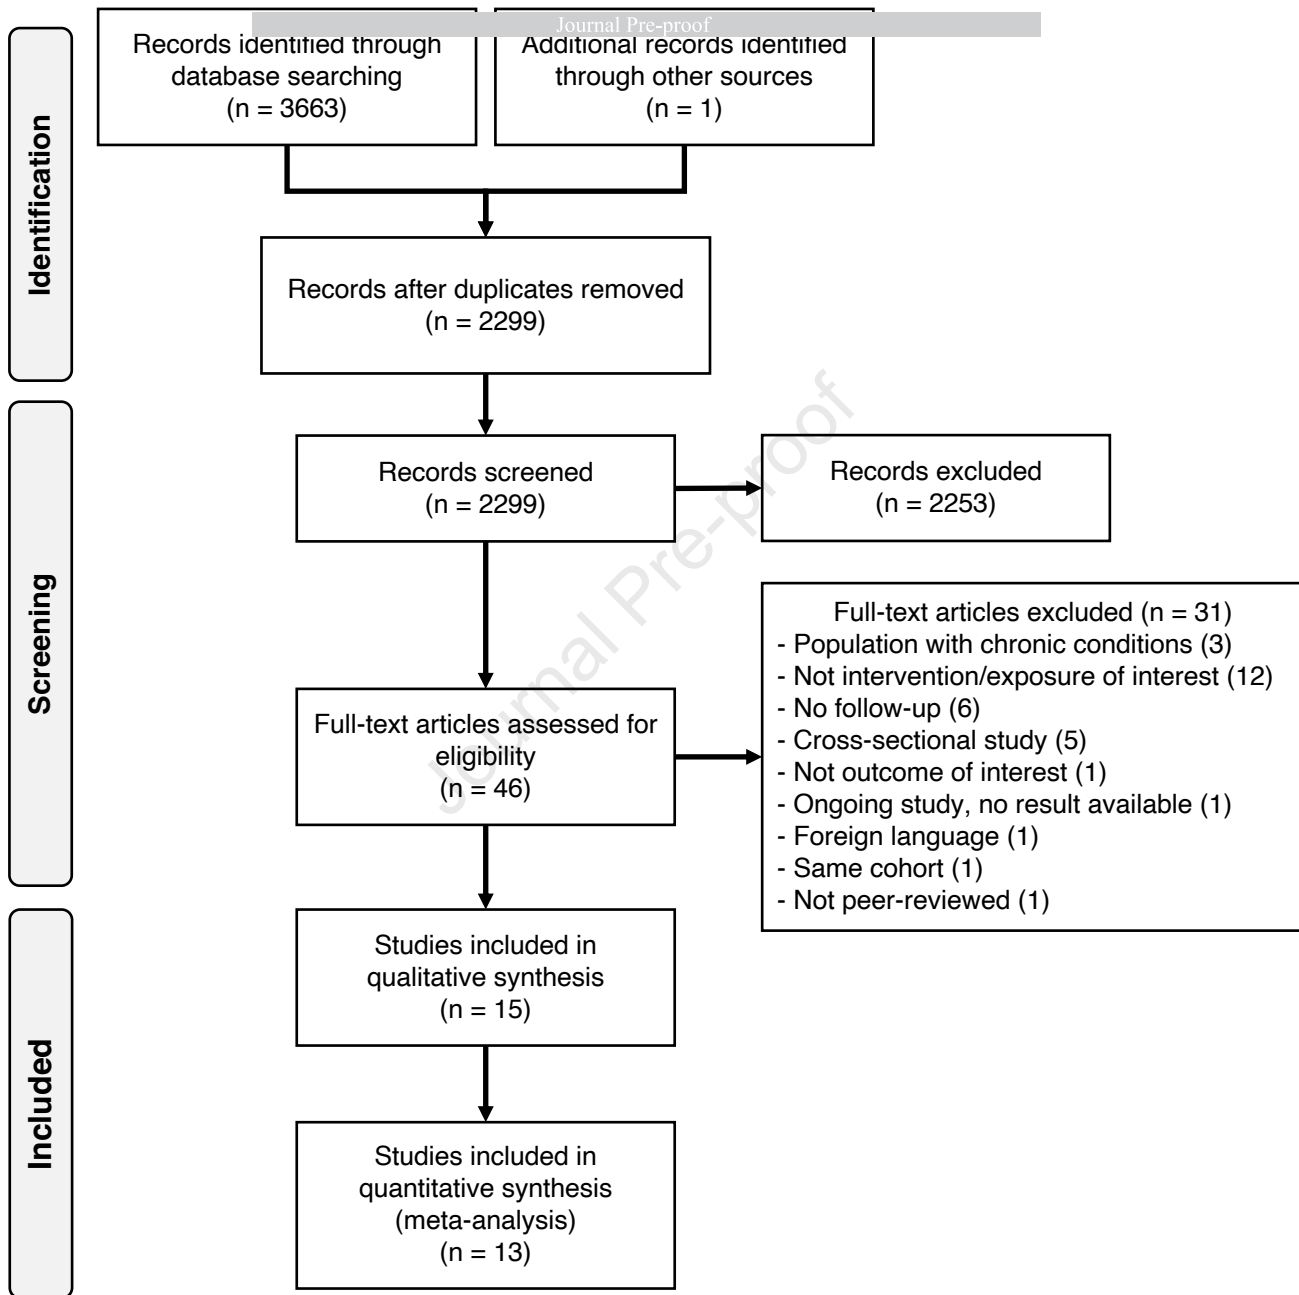 Journal Pre-proof
Records identified through
database searching
(n = 3663)
Additional records identified
through other sources
(n = 1)
Identification
Records after duplicates removed
(n = 2299)
Records screened
(n = 2299)
Records excluded
(n = 2253)
Screening
Full-text articles assessed for
eligibility
(n = 46)
Full-text articles excluded (n = 31)
- Population with chronic conditions (3)
- Not intervention/exposure of interest (12)
- No follow-up (6)
- Cross-sectional study (5)
- Not outcome of interest (1)
- Ongoing study, no result available (1)
- Foreign language (1)
- Same cohort (1)
- Not peer-reviewed (1)
Journal Pre-proof
Studies included in
qualitative synthesis
(n = 15)
Included
Studies included in
quantitative synthesis
(meta-analysis)
(n = 13)